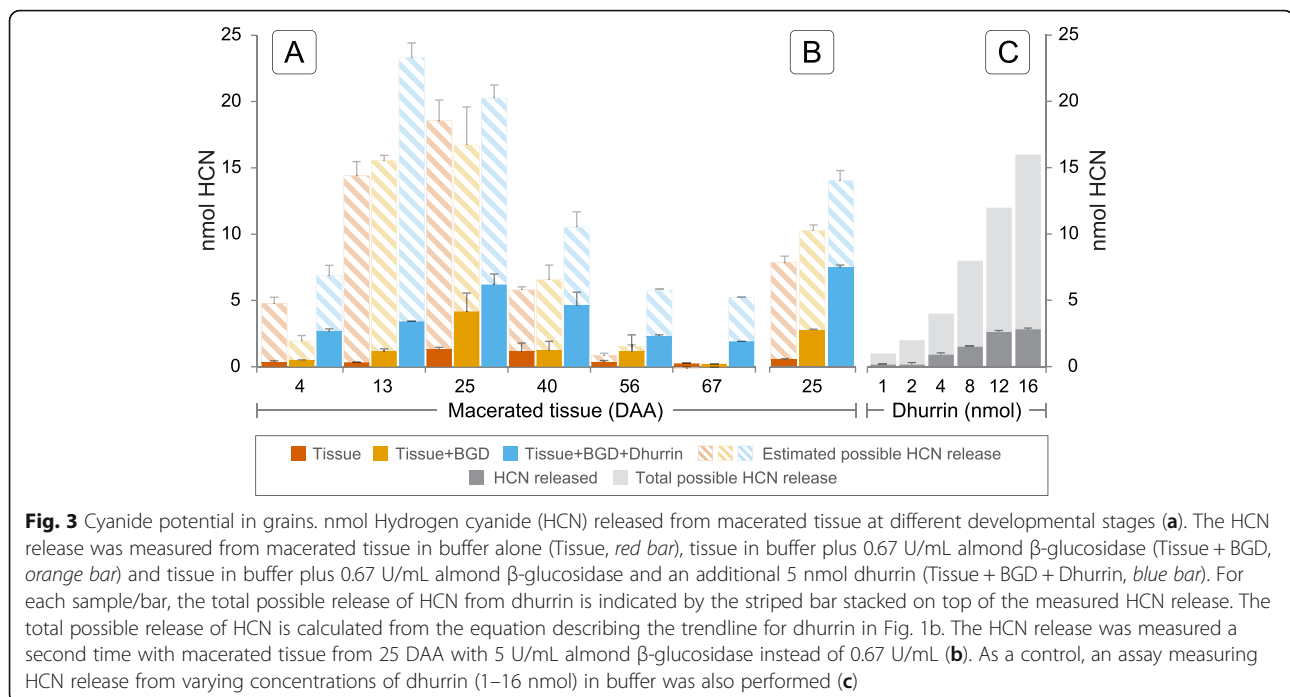 A B C
25 25
20 20
15 15
10 10
5 5
0 0
nmol HCN
nmol HCN
4 13 25 40 56 67 25 1 2 4 8 12 16
Macerated tissue (DAA) Dhurrin (nmol)
Tissue Tissue+BGD Tissue+BGD+Dhurrin Estimated possible HCN release
HCN released Total possible HCN release
Fig. 3 Cyanide potential in grains. nmol Hydrogen cyanide (HCN) released from macerated tissue at different developmental stages (a). The HCN
release was measured from macerated tissue in buffer alone (Tissue, red bar), tissue in buffer plus 0.67 U/mL almond β-glucosidase (Tissue + BGD,
orange bar) and tissue in buffer plus 0.67 U/mL almond β-glucosidase and an additional 5 nmol dhurrin (Tissue + BGD + Dhurrin, blue bar). For
each sample/bar, the total possible release of HCN from dhurrin is indicated by the striped bar stacked on top of the measured HCN release. The
total possible release of HCN is calculated from the equation describing the trendline for dhurrin in Fig. 1b. The HCN release was measured a
second time with macerated tissue from 25 DAA with 5 U/mL almond β-glucosidase instead of 0.67 U/mL (b). As a control, an assay measuring
HCN release from varying concentrations of dhurrin (1–16 nmol) in buffer was also performed (c)